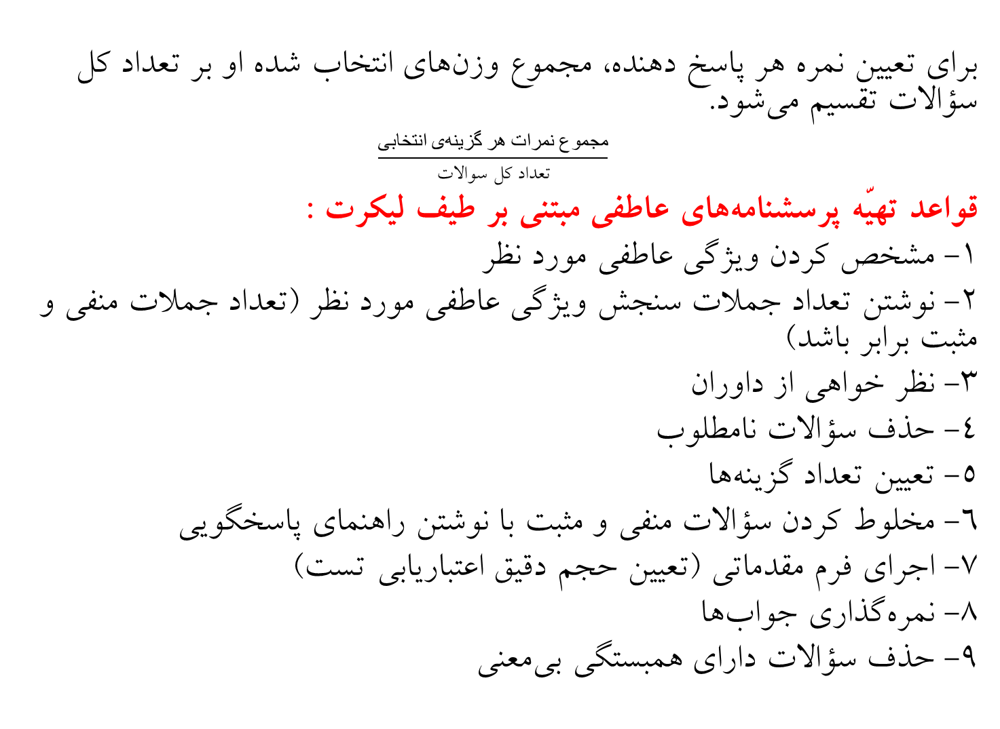 برای تعیین نمره هر پاسخ دهنده، مجموع وزن‌های انتخاب شده او بر تعداد کل
سؤالات تقسیم می‌شود.
مجموع نمرات هر گزینه‌ی انتخابی
تعداد کل سوالات
قواعد تهیّه پرسشنامه‌های عاطفی مبتنی بر طیف لیکرت :
۱- مشخص کردن ویژگی عاطفی مورد نظر
۲- نوشتن تعداد جملات سنجش ویژگی عاطفی مورد نظر (تعداد جملات منفی و
مثبت برابر باشد)
۳- نظر خواهی از داوران
٤- حذف سؤالات نامطلوب
٥- تعیین تعداد گزینه‌ها
٦- مخلوط کردن سؤالات منفی و مثبت با نوشتن راهنمای پاسخگویی
۷- اجرای فرم مقدماتی (تعیین حجم دقیق اعتباریابی تست)
۸- نمره‌گذاری جواب‌ها
۹- حذف سؤالات دارای همبستگی بی‌معنی